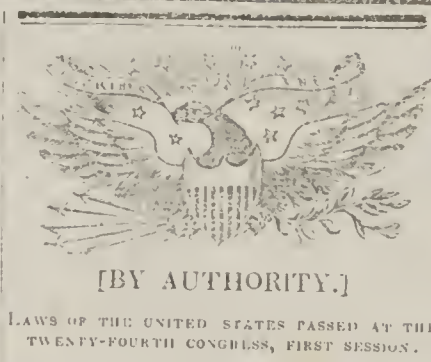 [BY AUTHORITY.]
LAWS OF THE UNITED STATES PASSED AT THE
TWENTY-FOURTH CONGRESS, FIRST SESSION.